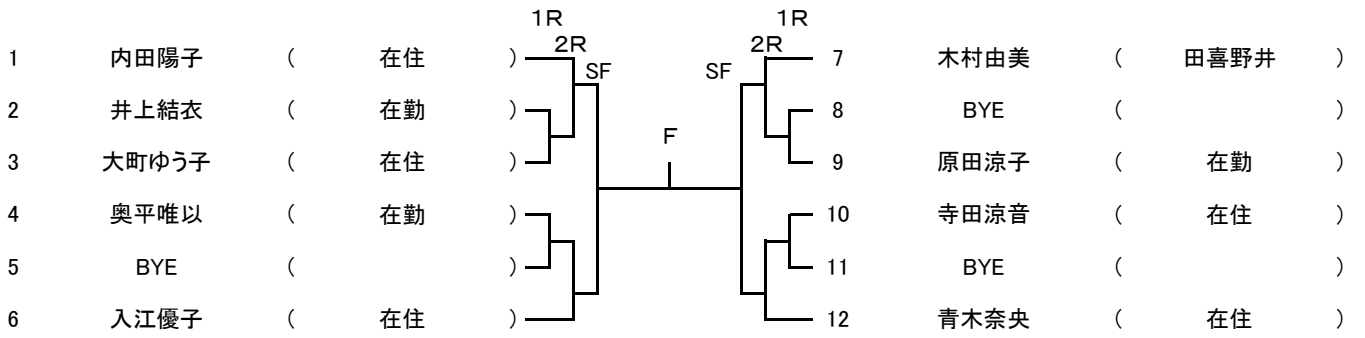 1R 1R
2R 2R
1 内田陽子 ( 在住 ) 7 木村由美 ( 田喜野井 )
SF SF
2 井上結衣 ( 在勤 ) 8 BYE ( )
F
3 大町ゆう子 ( 在住 ) 9 原田涼子 ( 在勤 )
4 奥平唯以 ( 在勤 ) 10 寺田涼音 ( 在住 )
5 BYE ( ) 11 BYE ( )
6 入江優子 ( 在住 ) 12 青木奈央 ( 在住 )